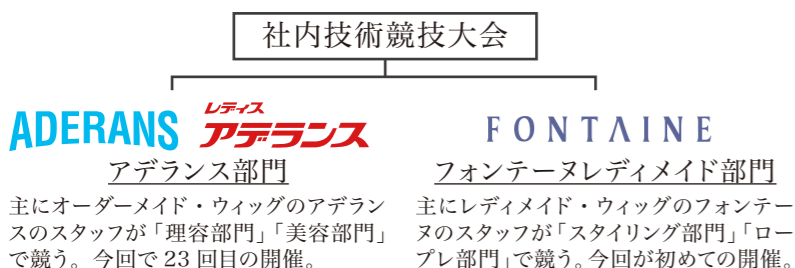 社内技術競技大会
ADERANS
レディス
アデランス
アデランス部門
主にオーダーメイド・ウィッグのアデラン
スのスタッフが「理容部門」「美容部門」
で競う。今回で23回目の開催。
FONTAINE
フォンテーヌレディメイド部門
主にレディメイド・ウィッグのフォンテー
ヌのスタッフが「スタイリング部門」「ロー
プレ部門」で競う。今回が初めての開催。